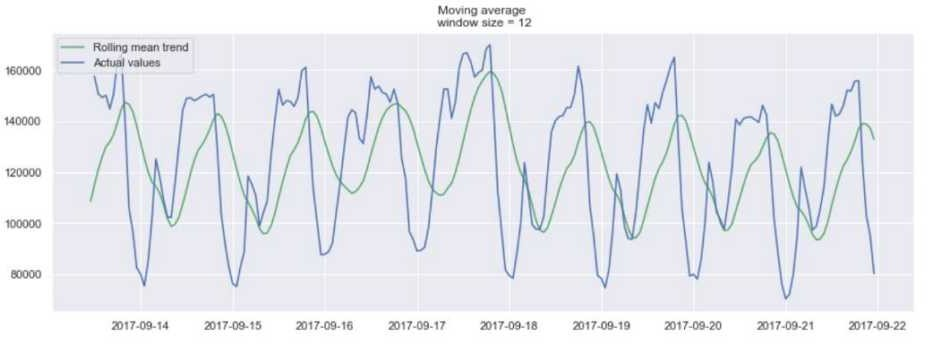 Moving average
window size = 12
Rolling mean trend
Actual values
160000
140000
120000
100000
80000
2017-09-14 2017-09-15 2017-09-16 2017-09-17 2017-09-18 2017-09-19 2017-09-20 2017-09-21 2017-09-22